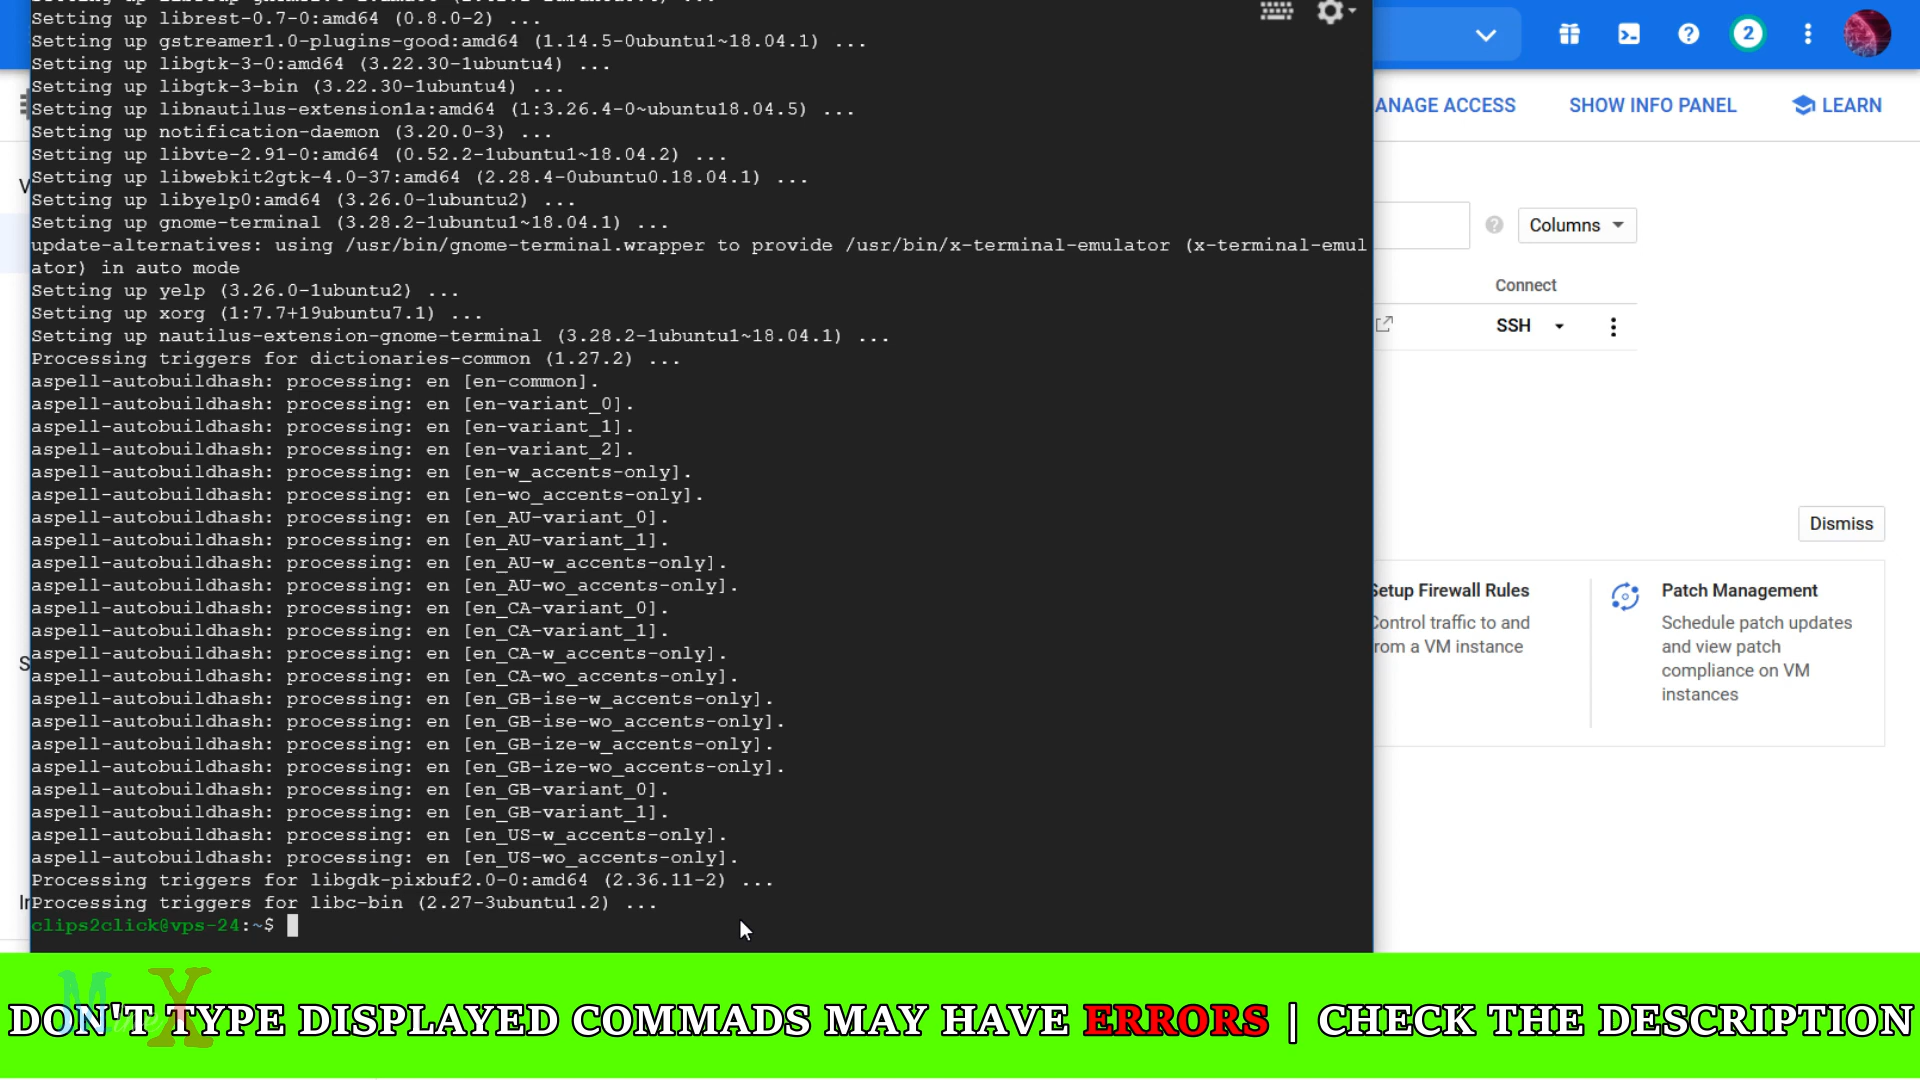 Setting up librest-0.7-0:amd64 (0.8.0-2) ...
Setting up gstreamer1.0-plugins-good:amd64 (1.14.5-0ubuntu1~18.04.1) ...
Setting up libgtk-3-0:amd64 (3.22.30-1ubuntu4) ...
Setting up libgtk-3-bin (3.22.30-1ubuntu4) ...
Setting up libnautilus-extension1a:amd64 (1:3.26.4-0~ubuntu18.04.5) ...
Setting up notification-daemon (3.20.0-3) ...
Setting up libvte-2.91-0:amd64 (0.52.2-1ubuntu1~18.04.2) ...
Setting up libwebkit2gtk-4.0-37:amd64 (2.28.4-0ubuntu0.18.04.1) ...
Setting up libyelp0:amd64 (3.26.0-1ubuntu2) ...
Setting up gnome-terminal (3.28.2-1ubuntu1~18.04.1) ...
update-alternatives: using /usr/bin/gnome-terminal.wrapper to provide /usr/bin/x-terminal-emulator (x-terminal-emul
ator) in auto mode
Setting up yelp (3.26.0-1ubuntu2) ...
Setting up xorg (1:7.7+19ubuntu7.1) ...
Setting up nautilus-extension-gnome-terminal (3.28.2-1ubuntu1~18.04.1) ...
Processing triggers for dictionaries-common (1.27.2) ...
aspell-autobuildhash: processing: en [en-common].
aspell-autobuildhash: processing: en [en-variant_0].
aspell-autobuildhash: processing: en [en-variant_1].
aspell-autobuildhash: processing: en [en-variant_2].
aspell-autobuildhash: processing: en [en-w_accents-only].
aspell-autobuildhash: processing: en [en-wo_accents-only].
aspell-autobuildhash: processing: en [en_AU-variant_0].
aspell-autobuildhash: processing: en [en_AU-variant_1].
aspell-autobuildhash: processing: en [en_AU-w_accents-only].
aspell-autobuildhash: processing: en [en_AU-wo_accents-only].
aspell-autobuildhash: processing: en [en_CA-variant_0].
aspell-autobuildhash: processing: en [en_CA-variant_1].
aspell-autobuildhash: processing: en [en_CA-w_accents-only].
aspell-autobuildhash: processing: en [en_CA-wo_accents-only].
aspell-autobuildhash: processing: en [en_GB-ise-w_accents-only].
aspell-autobuildhash: processing: en [en_GB-ise-wo_accents-only].
aspell-autobuildhash: processing: en [en_GB-ize-w_accents-only].
aspell-autobuildhash: processing: en [en_GB-ize-wo_accents-only].
aspell-autobuildhash: processing: en [en_GB-variant_0].
aspell-autobuildhash: processing: en [en_GB-variant_1].
aspell-autobuildhash: processing: en [en_US-w_accents-only].
aspell-autobuildhash: processing: en [en_US-wo_accents-only].
Processing triggers for libgdk-pixbuf2.0-0:amd64 (2.36.11-2) ...
Processing triggers for libc-bin (2.27-3ubuntu1.2) ...
clips2click@vps-24:~$
2
ANAGE ACCESS
SHOW INFO PANEL
LEARN
Columns
Connect
SSH
Dismiss
Setup Firewall Rules
Control traffic to and
rom a VM instance
Patch Management
Schedule patch updates
and view patch
compliance on VM
instances
DON'T TYPE DISPLAYED COMMADS MAY HAVE ERRORS | CHECK THE DESCRIPTION